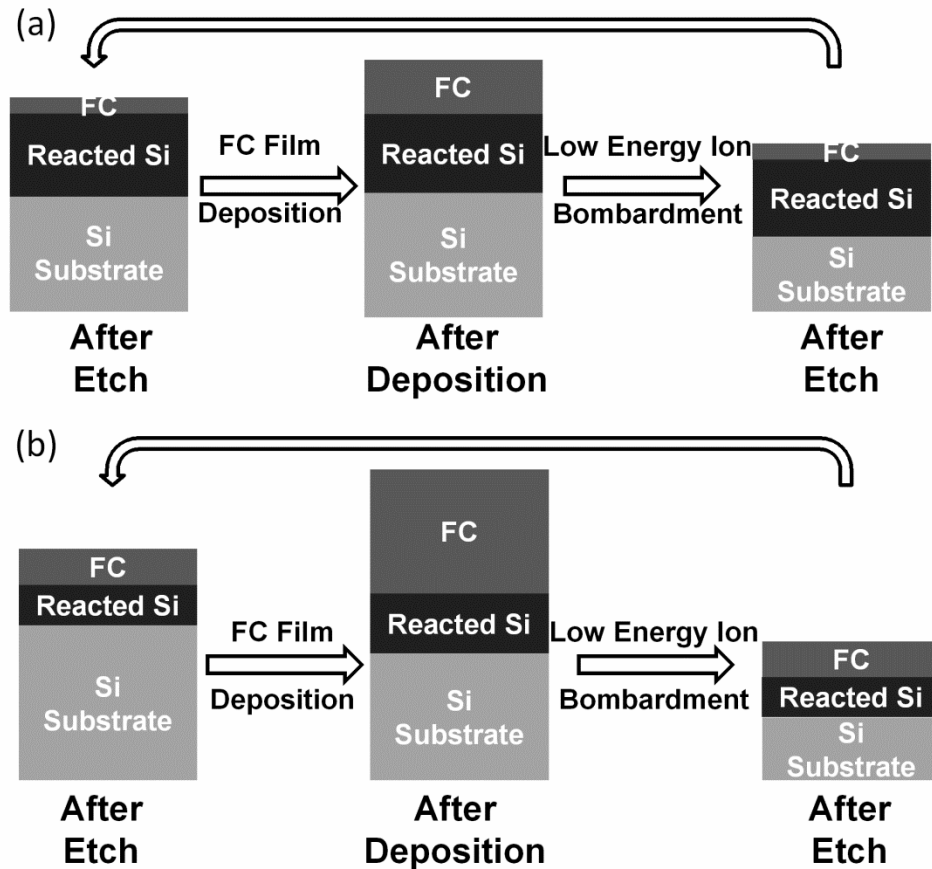 (a)
FC
Reacted Si
Si
Substrate
After
Etch
FC Film
Deposition
FC
Reacted Si
Si
Substrate
After
Deposition
Low Energy Ion
Bombardment
FC
Reacted Si
Si
Substrate
After
Etch
(b)
FC
Reacted Si
Si
Substrate
After
Etch
FC Film
Deposition
FC
Reacted Si
Si
Substrate
After
Deposition
Low Energy Ion
Bombardment
FC
Reacted Si
Si
Substrate
After
Etch